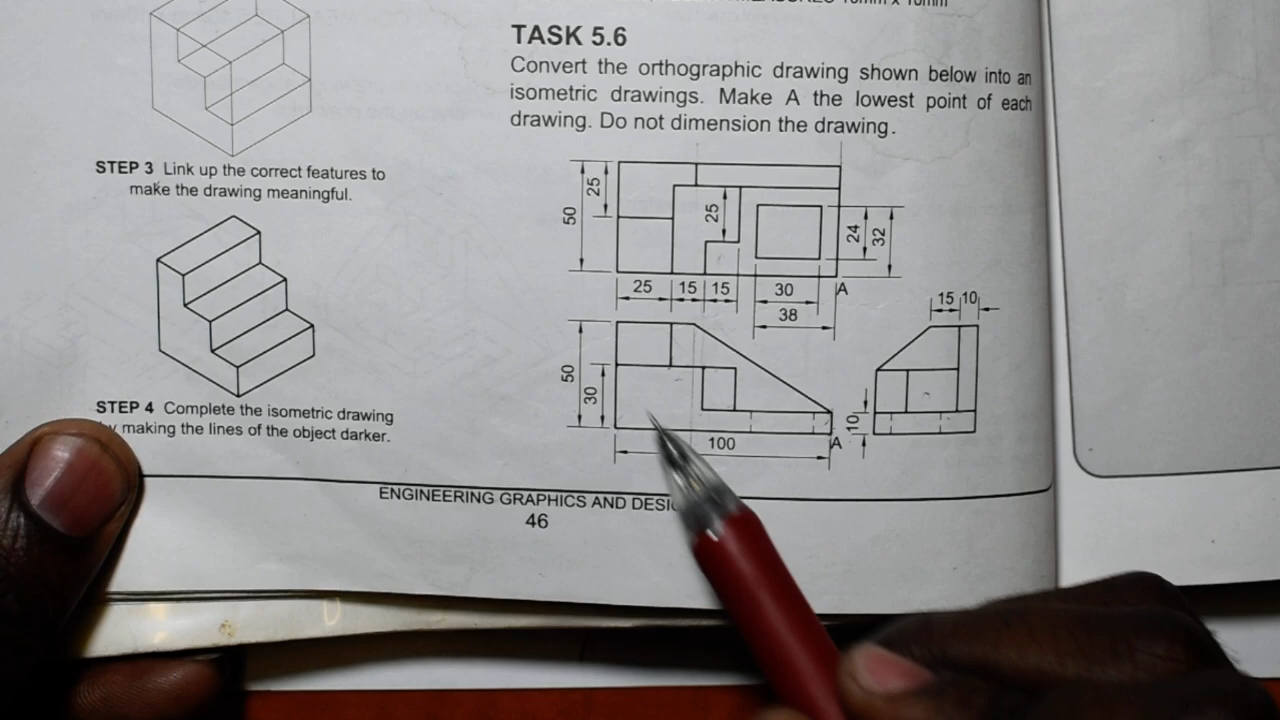 10mm x 10mm
STEP 3 Link up the correct features to
make the drawing meaningful.
STEP 4 Complete the isometric drawing
making the lines of the object darker.
TASK 5.6
Convert the orthographic drawing shown below into an
isometric drawings. Make A the lowest point of each
drawing. Do not dimension the drawing.
50
25
25
24
32
25
15
15
30
A
38
15
10
50
30
10
100
A
ENGINEERING GRAPHICS AND
46